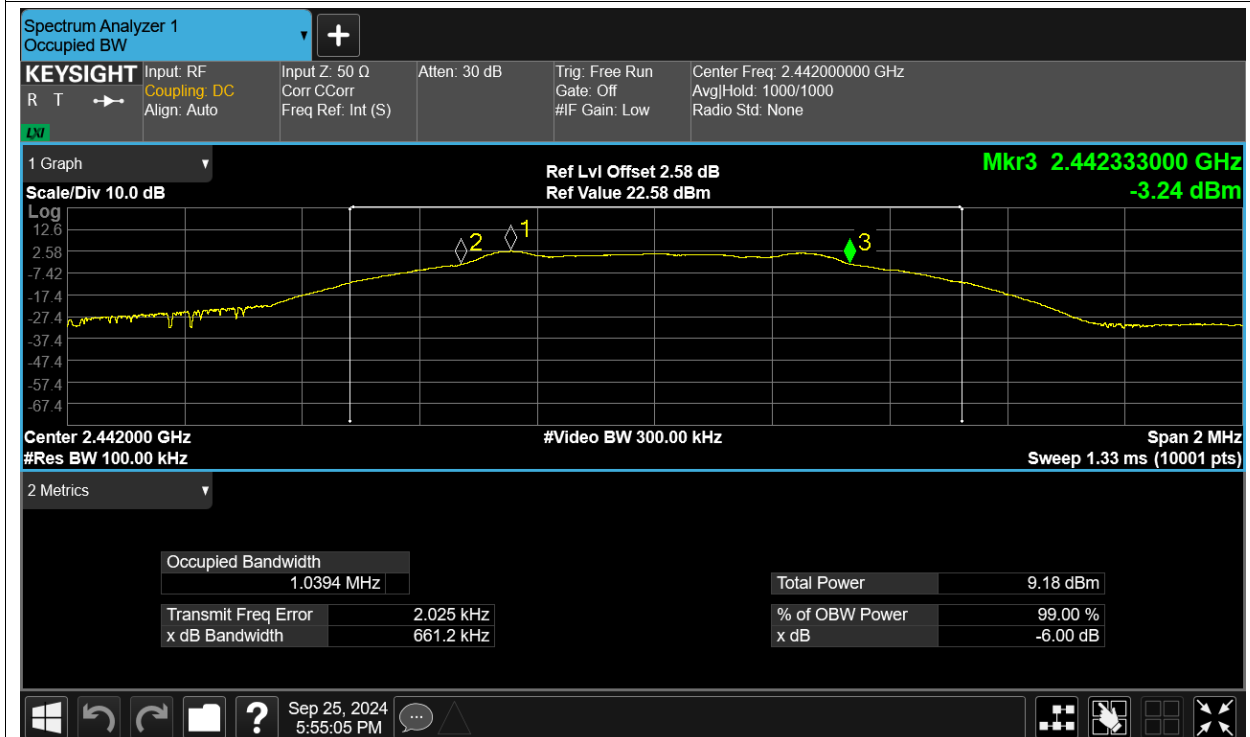 Spectrum Analyzer 1
Occupied BW
+
KEYSIGHT
R T
LXI
Input: RF
Coupling: DC
Align: Auto
Input Z: 50 Ω
Corr CCorr
Freq Ref: Int (S)
Atten: 30 dB
Trig: Free Run
Gate: Off
#IF Gain: Low
Center Freq: 2.442000000 GHz
Avg|Hold: 1000/1000
Radio Std: None
1 Graph
Scale/Div 10.0 dB
Ref Lvl Offset 2.58 dB
Ref Value 22.58 dBm
Mkr3 2.442333000 GHz
-3.24 dBm
Log
12.6
2.58
-7.42
-17.4
-27.4
-37.4
-47.4
-57.4
-67.4
2
1
3
Center 2.442000 GHz
#Res BW 100.00 kHz
#Video BW 300.00 kHz
Span 2 MHz
Sweep 1.33 ms (10001 pts)
2 Metrics
Occupied Bandwidth
1.0394 MHz
Transmit Freq Error 2.025 kHz
x dB Bandwidth 661.2 kHz
Total Power 9.18 dBm
% of OBW Power 99.00 %
x dB -6.00 dB
?
Sep 25, 2024
5:55:05 PM